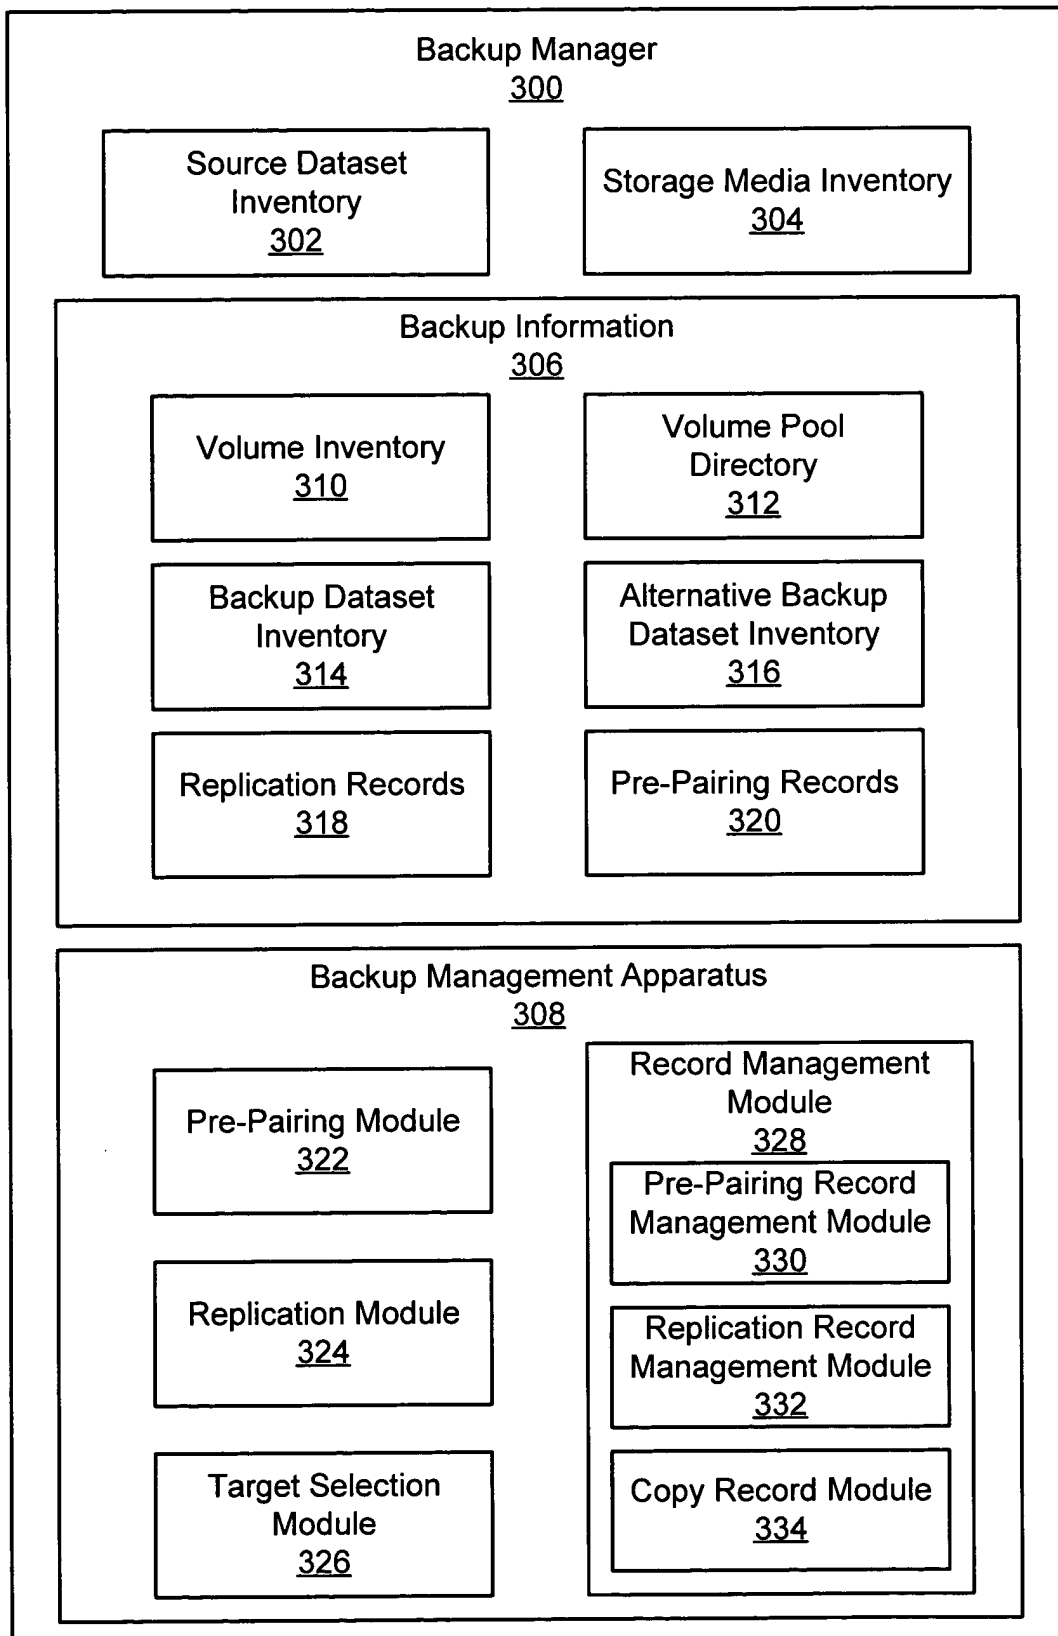 Backup Manager
300
Source Dataset
Inventory
302
Storage Media Inventory
304
Backup Information
306
Volume Inventory
310
Volume Pool
Directory
312
Backup Dataset
Inventory
314
Alternative Backup
Dataset Inventory
316
Replication Records
318
Pre-Pairing Records
320
Backup Management Apparatus
308
Pre-Pairing Module
322
Replication Module
324
Target Selection
Module
326
Record Management
Module
328
Pre-Pairing Record
Management Module
330
Replication Record
Management Module
332
Copy Record Module
334